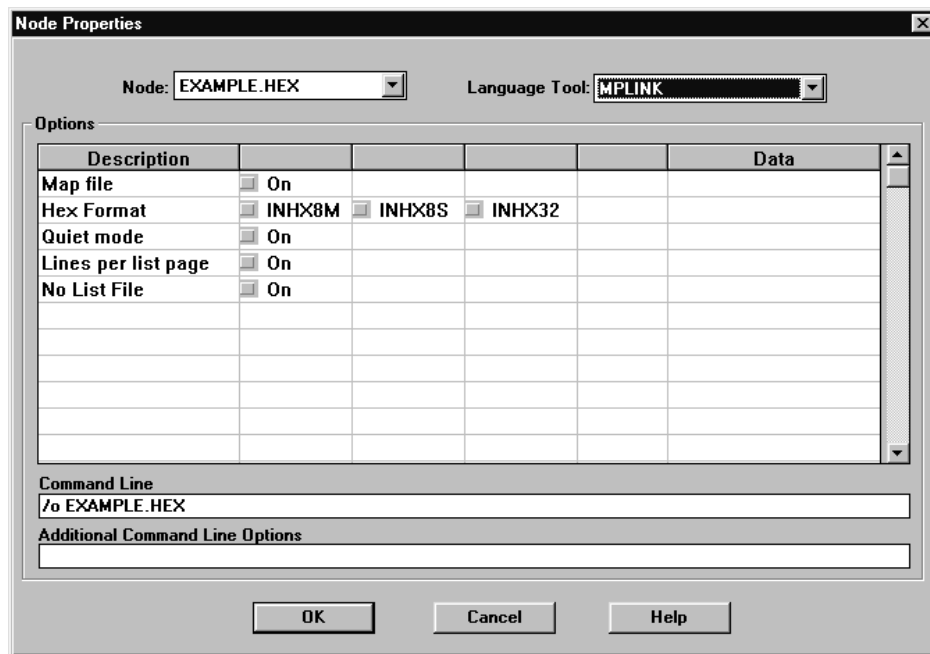 Node Properties
Node: EXAMPLE.HEX Language Tool: MPLINK
Options
Description Data
Map file On
Hex Format INHX8M INHX8S INHX32
Quiet mode On
Lines per list page On
No List File On
Command Line
/o EXAMPLE.HEX
Additional Command Line Options
OK Cancel Help